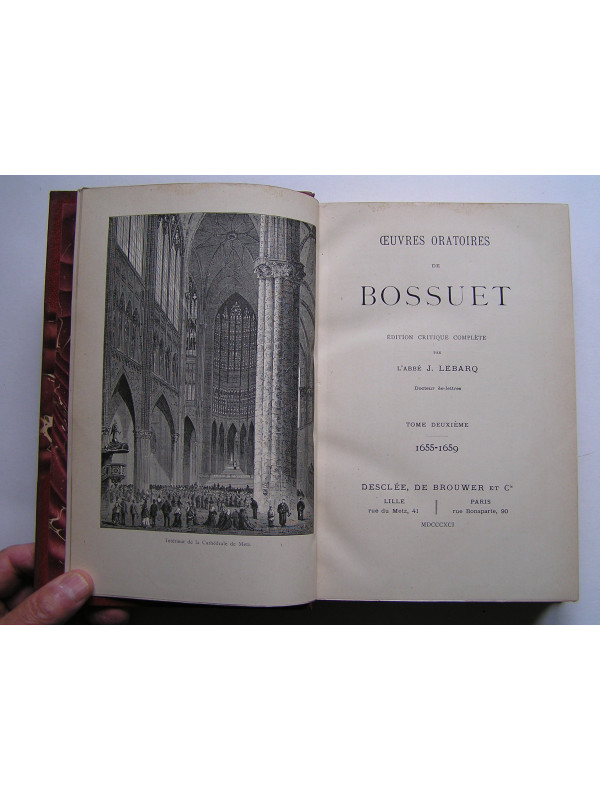 Intérieur de la Cathédrale de Metz.
ŒUVRES ORATOIRES
DE
BOSSUET
ÉDITION CRITIQUE COMPLÈTE
PAR
L'ABBÉ J. LEBARQ
Docteur ès-lettres
TOME DEUXIÈME
1655-1659
DESCLÉE, DE BROUWER ET Cie
LILLE
rue du Metz, 41
PARIS
rue Bonaparte, 80
MDCCCXCI